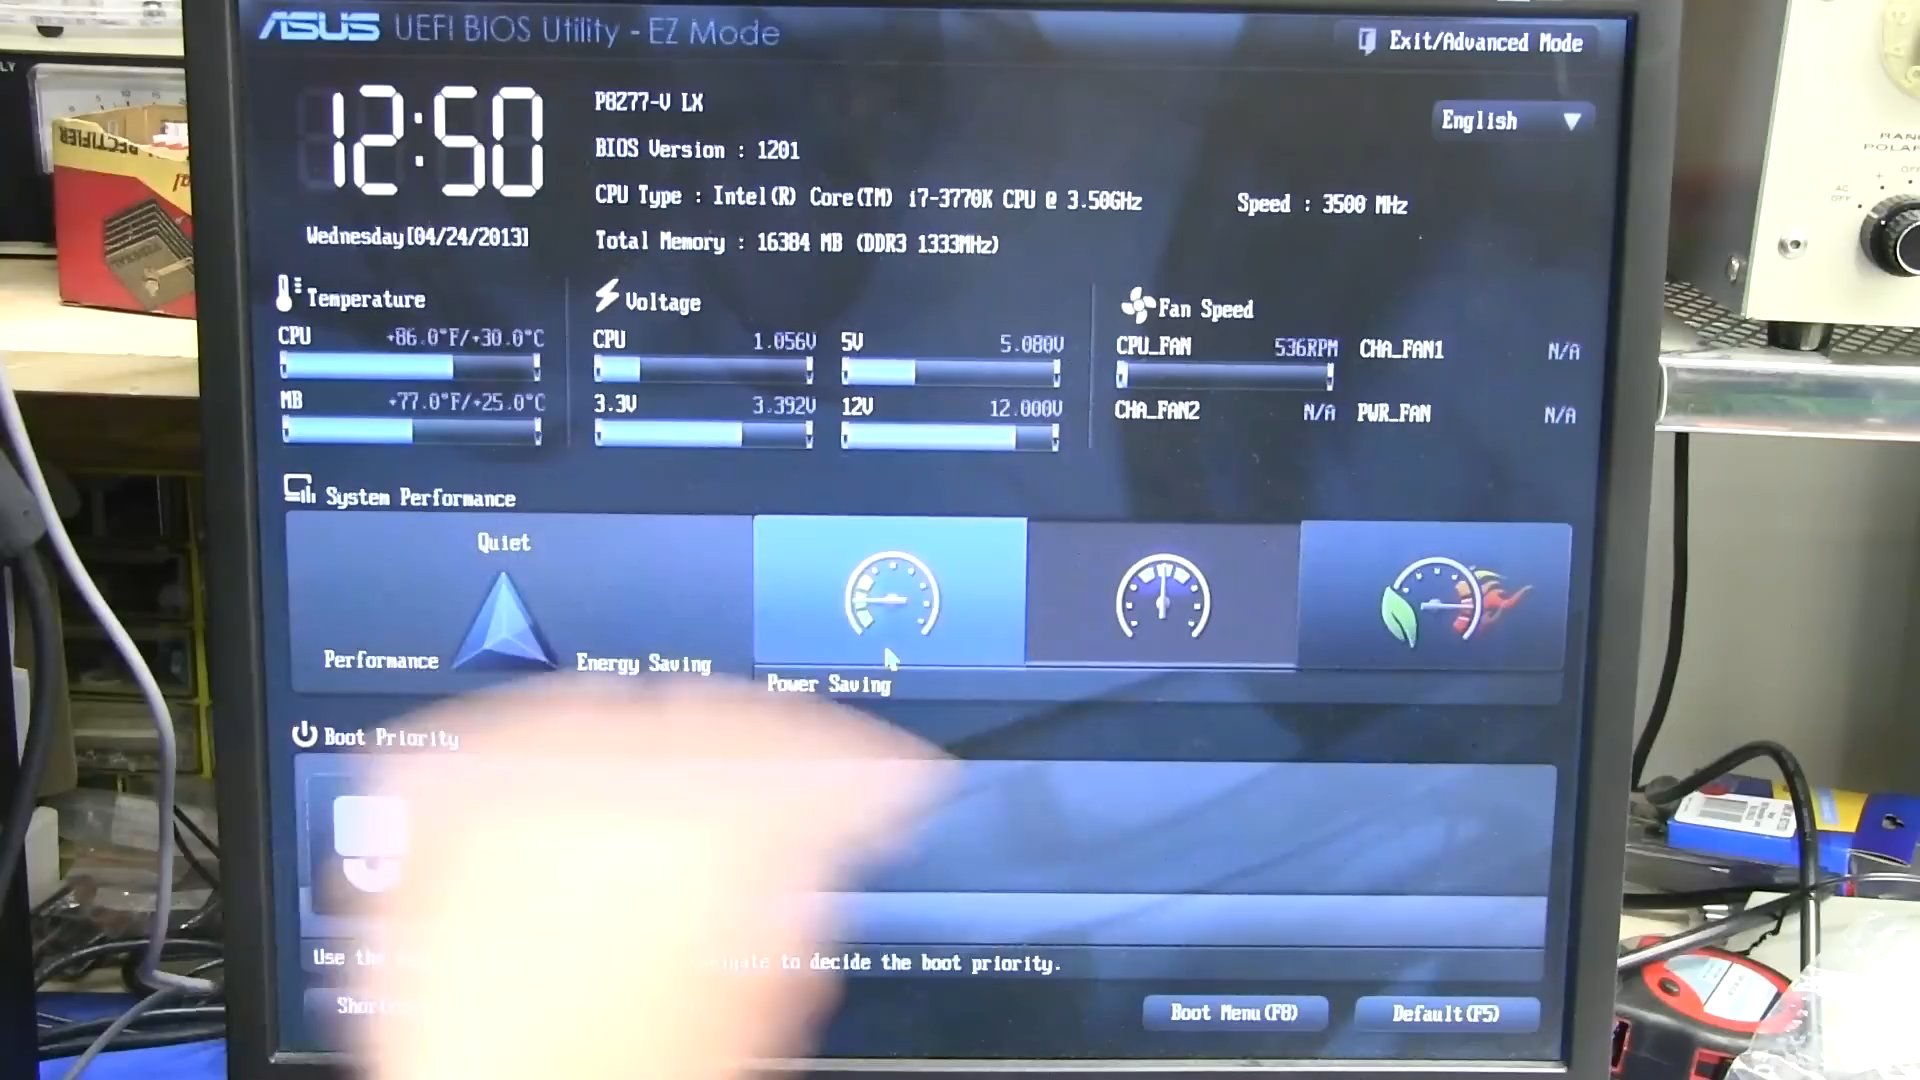 ASUS UEFI BIOS Utility - EZ Mode
Exit/Advanced Mode
12:50
Wednesday[04/24/2013]
P8Z77-V LX
BIOS Version : 1201
CPU Type : Intel(R) Core(TM) i7-3770K CPU @ 3.50GHz
Speed : 3500 MHz
Total Memory : 16384 MB (DDR3 1333MHz)
English
Temperature
CPU +86.0°F/+30.0°C
MB +77.0°F/+25.0°C
Voltage
CPU 1.056V 5V 5.080V
3.3V 3.392V 12V 12.000V
Fan Speed
CPU_FAN 536RPM CHA_FAN1 N/A
CHA_FAN2 N/A PWR_FAN N/A
System Performance
Quiet
Performance
Energy Saving
Power Saving
Boot Priority
Use the
to decide the boot priority.
Boot Menu(F8)
Default(F5)
RECTIFIER